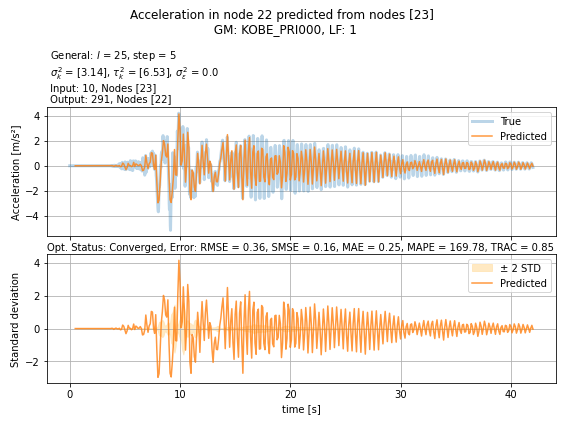 Acceleration in node 22 predicted from nodes [23]
GM: KOBE_PRI000, LF: 1
General: l = 25, step = 5
σ²ₖ = [3.14], τ²ₖ = [6.53], σ²ε = 0.0
Input: 10, Nodes [23]
Output: 291, Nodes [22]
Acceleration [m/s²]
4
2
0
−2
−4
True
Predicted
Opt. Status: Converged, Error: RMSE = 0.36, SMSE = 0.16, MAE = 0.25, MAPE = 169.78, TRAC = 0.85
Standard deviation
4
2
0
−2
± 2 STD
Predicted
0
10
20
30
40
time [s]